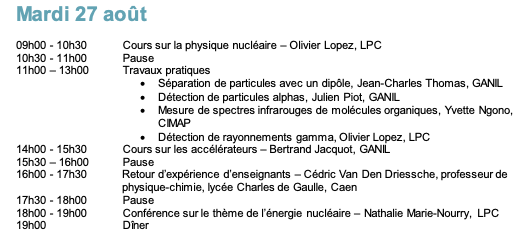 Mardi 27 août
09h00 - 10h30 Cours sur la physique nucléaire – Olivier Lopez, LPC
10h30 - 11h00 Pause
11h00 – 13h00 Travaux pratiques
• Séparation de particules avec un dipôle, Jean-Charles Thomas, GANIL
• Détection de particules alphas, Julien Piot, GANIL
• Mesure de spectres infrarouges de molécules organiques, Yvette Ngono,
CIMAP
• Détection de rayonnements gamma, Olivier Lopez, LPC
14h00 - 15h30 Cours sur les accélérateurs – Bertrand Jacquot, GANIL
15h30 – 16h00 Pause
16h00 - 17h30 Retour d'expérience d'enseignants – Cédric Van Den Driessche, professeur de
physique-chimie, lycée Charles de Gaulle, Caen
17h30 - 18h00 Pause
18h00 - 19h00 Conférence sur le thème de l'énergie nucléaire – Nathalie Marie-Nourry, LPC
19h00 Dîner